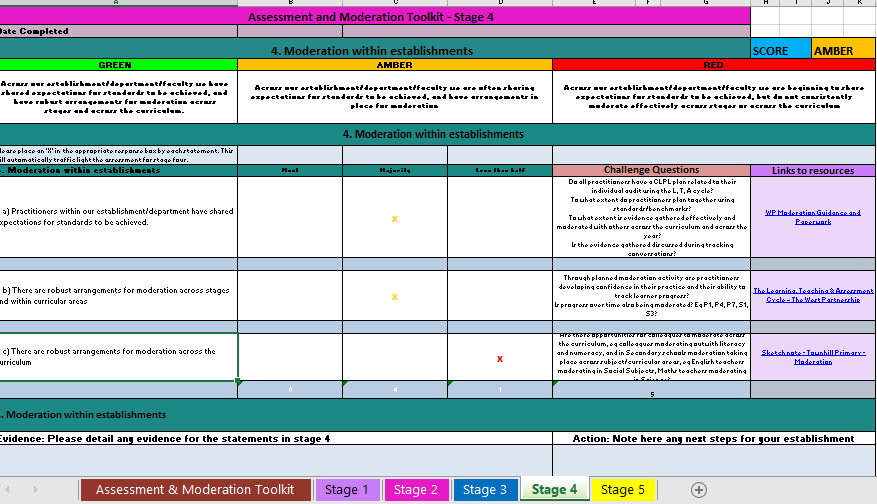 A B C D E F G H I J K
Assessment and Moderation Toolkit - Stage 4
Date Completed
4. Moderation within establishments SCORE AMBER
GREEN AMBER RED
Across our establishment/department/faculty we have
shared expectations for standards to be achieved, and
have robust arrangements for moderation across
stages and across the curriculum.
Across our establishment/department/faculty we are often sharing
expectations for standards to be achieved, and have arrangements in
place for moderation
Across our establishment/department/faculty we are beginning to share
expectations for standards to be achieved, but do not consistently
moderate effectively across stages or across the curriculum
4. Moderation within establishments
lease place an 'X' in the appropriate response box by each statement. This
ill automatically traffic light the assessment for stage four.
. Moderation within establishments Most Majority Less than half Challenge Questions Links to resources
a) Practitioners within our establishment/department have shared
xpectations for standards to be achieved.
x
Do all practitioners have a CLPL plan related to their
individual audit using the L, T, A cycle?
To what extent do practitioners plan together using
standards/benchmarks?
To what extent is evidence gathered effectively and
moderated with others across the curriculum and across the
year?
Is the evidence gathered discussed during tracking
conversations?
WP Moderation Guidance and
Paperwork
b) There are robust arrangements for moderation across stages
nd within curricular areas
x
Through planned moderation activity are practitioners
developing confidence in their practice and their ability to
track learner progress?
Is progress over time also being moderated? Eg P1, P4, P7, S1,
S3?
The Learning, Teaching & Assessment
Cycle - The West Partnership
c) There are robust arrangements for moderation across the
urriculum
x
Are there opportunities for colleagues to moderate across
the curriculum, eg colleagues moderating outwith literacy
and numeracy, and in Secondary schools moderation taking
place across subject/curricular areas, eg English teachers
moderating in Social Subjects, Maths teachers moderating
in Science?
Sketchnote - Townhill Primary -
Moderation
0 4 1 5
. Moderation within establishments
Evidence: Please detail any evidence for the statements in stage 4 Action: Note here any next steps for your establishment
Assessment & Moderation Toolkit Stage 1 Stage 2 Stage 3 Stage 4 Stage 5